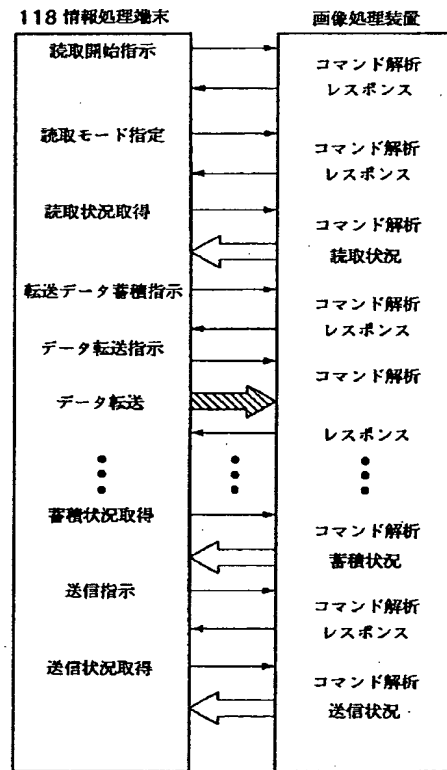 118 情報処理端末
画像処理装置
読取開始指示
コマンド解析
レスポンス
読取モード指定
コマンド解析
レスポンス
読取状況取得
コマンド解析
読取状況
転送データ蓄積指示
コマンド解析
レスポンス
データ転送指示
コマンド解析
データ転送
レスポンス
蓄積状況取得
コマンド解析
蓄積状況
送信指示
コマンド解析
レスポンス
送信状況取得
コマンド解析
送信状況